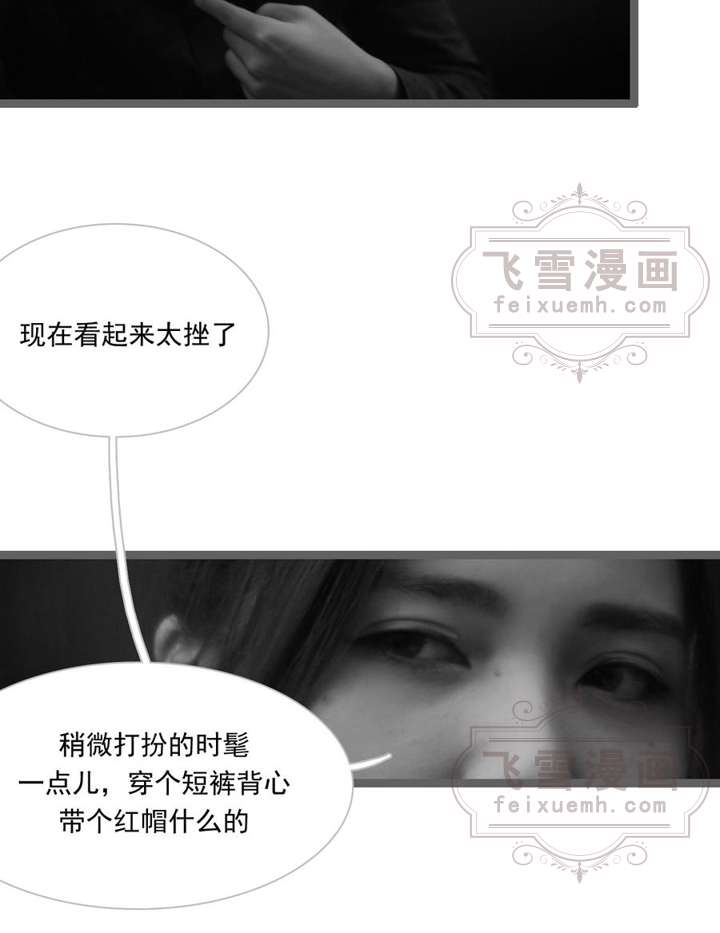 飞雪漫画
feixuemh.com
现在看起来太挫了
稍微打扮的时髦
一点儿，穿个短裤背心
带个红帽什么的
飞雪漫画
feixuemh.com